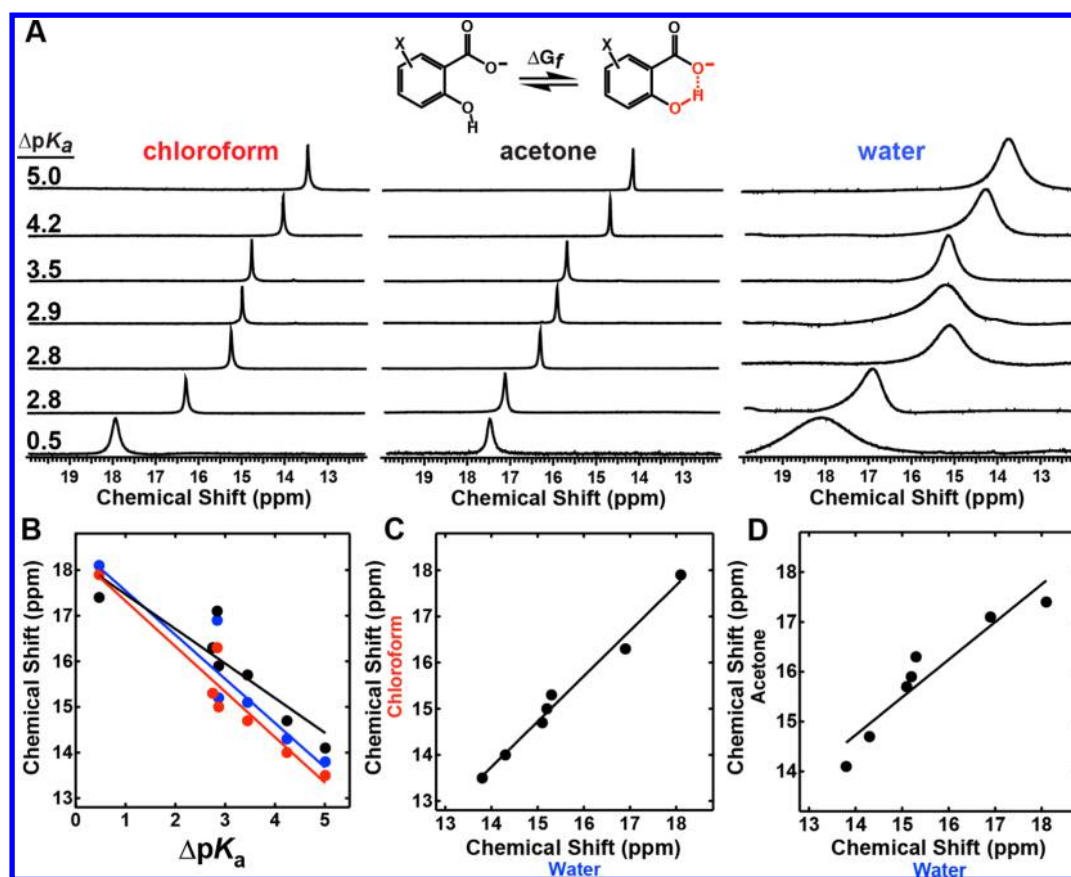 A
X
O
O−
O
H
ΔGf
X
O
O−
O
H
ΔpKa
chloroform
acetone
water
5.0
4.2
3.5
2.9
2.8
2.8
0.5
19 18 17 16 15 14 13
19 18 17 16 15 14 13
19 18 17 16 15 14 13
Chemical Shift (ppm)
Chemical Shift (ppm)
Chemical Shift (ppm)
B
Chemical Shift (ppm)
18
17
16
15
14
13
0 1 2 3 4 5
ΔpKa
C
Chemical Shift (ppm)
Chloroform
18
17
16
15
14
13
13 14 15 16 17 18
Chemical Shift (ppm)
Water
D
Chemical Shift (ppm)
Acetone
18
17
16
15
14
13 14 15 16 17 18
Chemical Shift (ppm)
Water